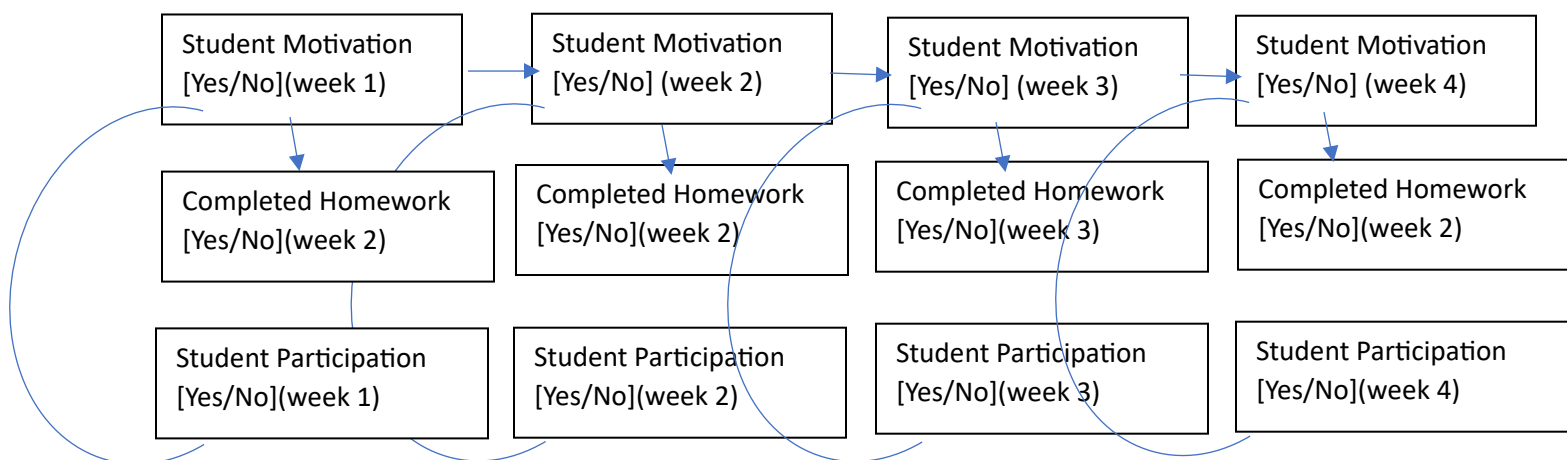 Student Motivation
[Yes/No](week 1)
Student Motivation
[Yes/No] (week 2)
Student Motivation
[Yes/No] (week 3)
Student Motivation
[Yes/No] (week 4)
Completed Homework
[Yes/No](week 2)
Completed Homework
[Yes/No](week 2)
Completed Homework
[Yes/No](week 3)
Completed Homework
[Yes/No](week 2)
Student Participation
[Yes/No](week 1)
Student Participation
[Yes/No](week 2)
Student Participation
[Yes/No](week 3)
Student Participation
[Yes/No](week 4)